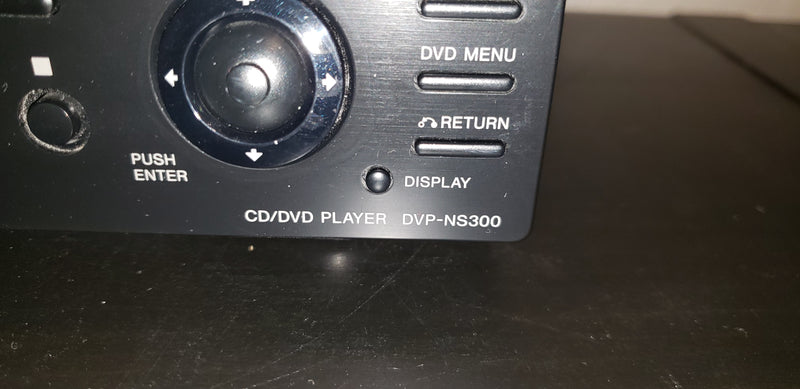 DVD MENU
RETURN
PUSH
ENTER
DISPLAY
CD/DVD PLAYER DVP-NS300